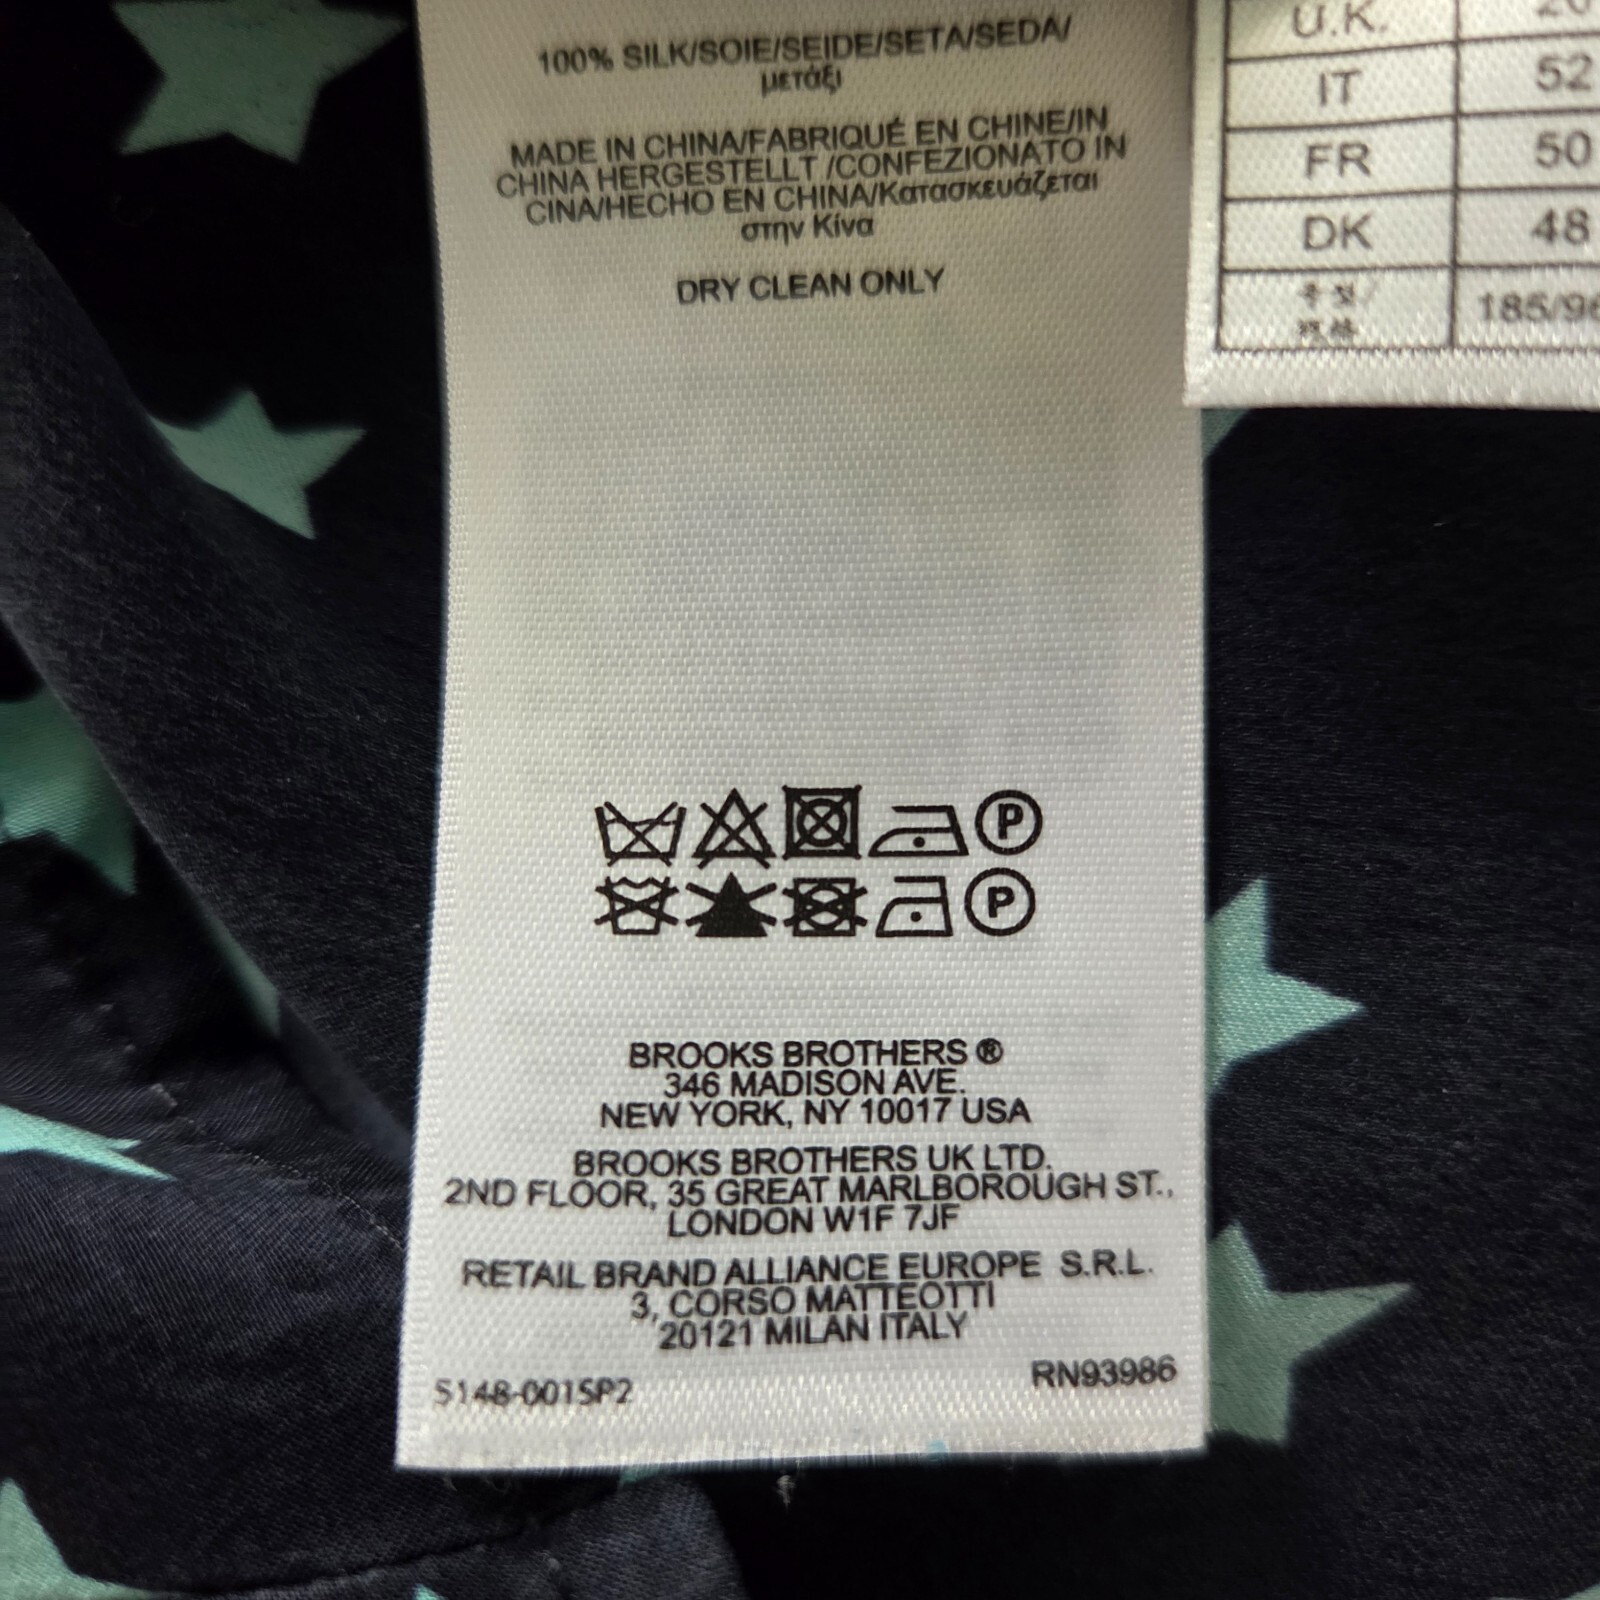 100% SILK/SOIE/SEIDE/SETA/SEDA/
μετάξι
MADE IN CHINA/FABRIQUÉ EN CHINE/IN
CHINA HERGESTELLT /CONFEZIONATO IN
CINA/HECHO EN CHINA/Κατασκευάζεται
στην Κίνα
DRY CLEAN ONLY
P
P
BROOKS BROTHERS ®
346 MADISON AVE.
NEW YORK, NY 10017 USA
BROOKS BROTHERS UK LTD.
2ND FLOOR, 35 GREAT MARLBOROUGH ST.,
LONDON W1F 7JF
RETAIL BRAND ALLIANCE EUROPE S.R.L.
3, CORSO MATTEOTTI
20121 MILAN ITALY
RN93986
5148-001SP2
U.K.
IT 52
FR 50
DK 48